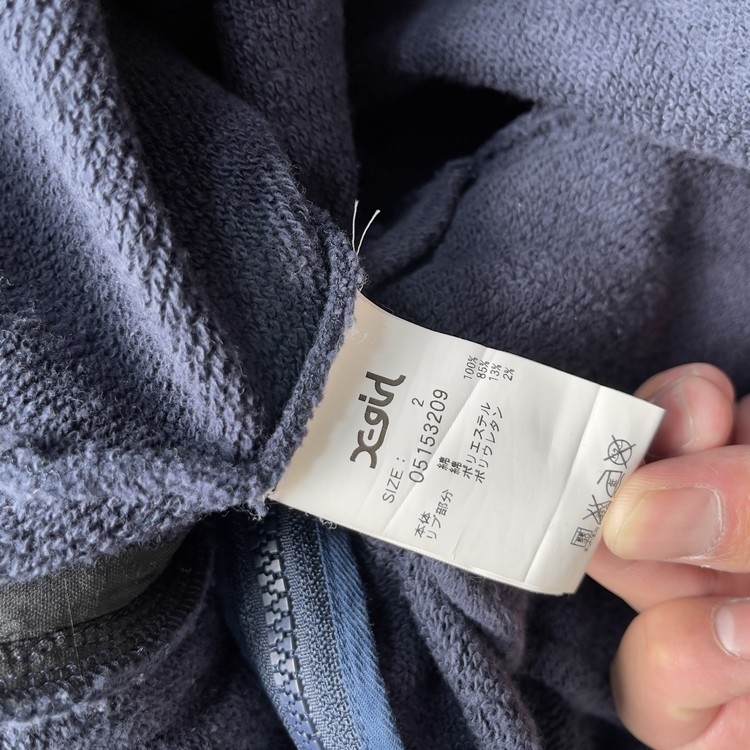 X-girl
SIZE : 2
05153209
本体 綿 100%
リブ部分 綿 85%
ポリエステル 13%
ポリウレタン 2%